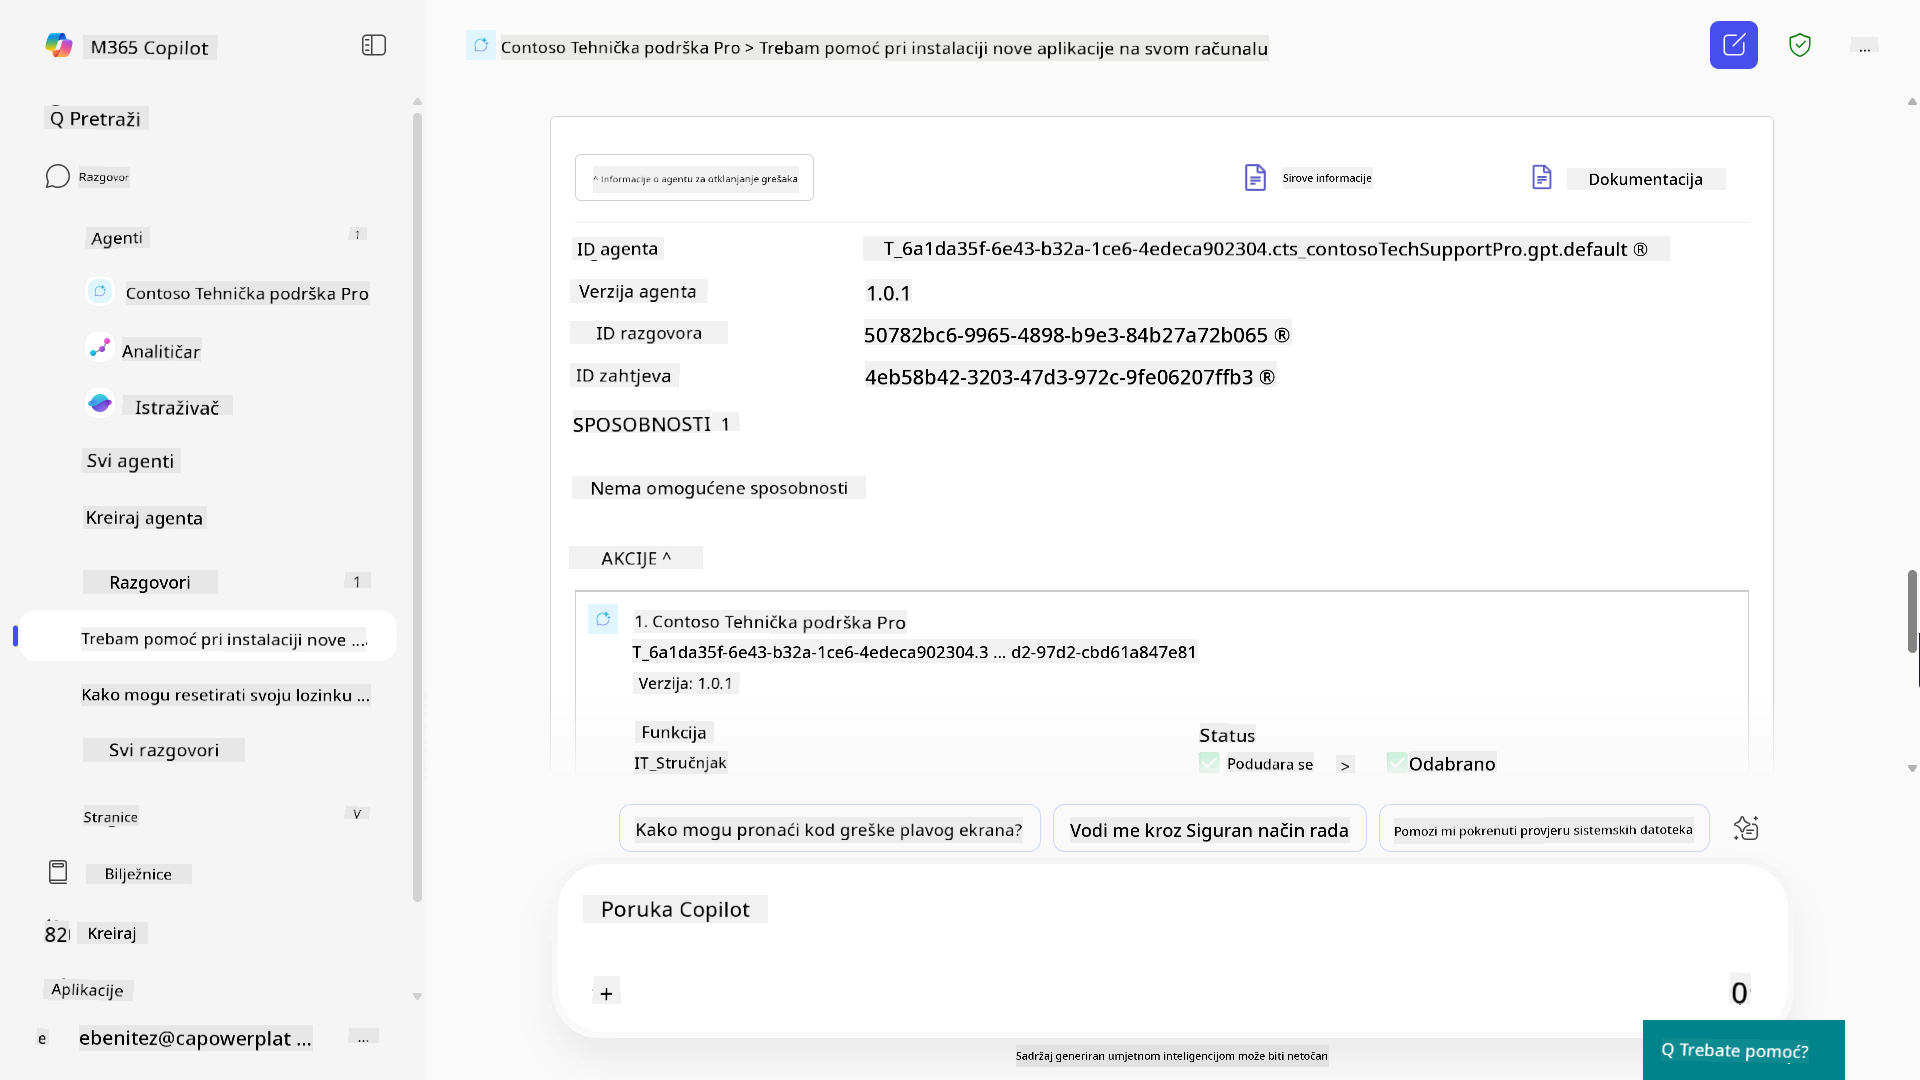 M365 Copilot
Q Pretraži
Razgovor
Agenti 1
Contoso Tehnička podrška Pro
Analitičar
Istraživač
Svi agenti
Kreiraj agenta
Razgovori 1
Trebam pomoć pri instalaciji nove ...
Kako mogu resetirati svoju lozinku ...
Svi razgovori
Stranice V
Bilježnice
82 Kreiraj
Aplikacije
e ebenitez@capowerplat ... ...
Contoso Tehnička podrška Pro > Trebam pomoć pri instalaciji nove aplikacije na svom računalu
...
^ Informacije o agentu za otklanjanje grešaka
Sirove informacije
Dokumentacija
ID agenta T_6a1da35f-6e43-b32a-1ce6-4edeca902304.cts_contosoTechSupportPro.gpt.default ®
Verzija agenta 1.0.1
ID razgovora 50782bc6-9965-4898-b9e3-84b27a72b065 ®
ID zahtjeva 4eb58b42-3203-47d3-972c-9fe06207ffb3 ®
SPOSOBNOSTI 1
Nema omogućene sposobnosti
AKCIJE ^
1. Contoso Tehnička podrška Pro
T_6a1da35f-6e43-b32a-1ce6-4edeca902304.3 ... d2-97d2-cbd61a847e81
Verzija: 1.0.1
Funkcija Status
IT_Stručnjak Podudara se > Odabrano
Kako mogu pronaći kod greške plavog ekrana?
Vodi me kroz Siguran način rada
Pomozi mi pokrenuti provjeru sistemskih datoteka
Poruka Copilot
+ 0
Sadržaj generiran umjetnom inteligencijom može biti netočan
Q Trebate pomoć?